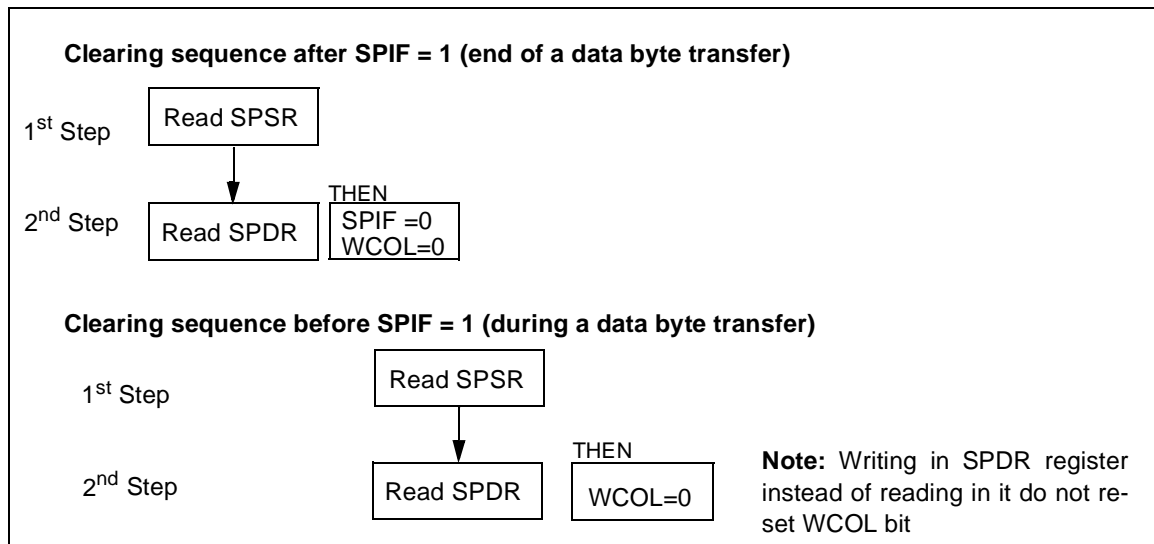 Clearing sequence after SPIF = 1 (end of a data byte transfer)
1st Step
Read SPSR
THEN
2nd Step
Read SPDR
SPIF =0
WCOL=0
Clearing sequence before SPIF = 1 (during a data byte transfer)
1st Step
Read SPSR
THEN
2nd Step
Read SPDR
WCOL=0
Note: Writing in SPDR register
instead of reading in it do not re-
set WCOL bit